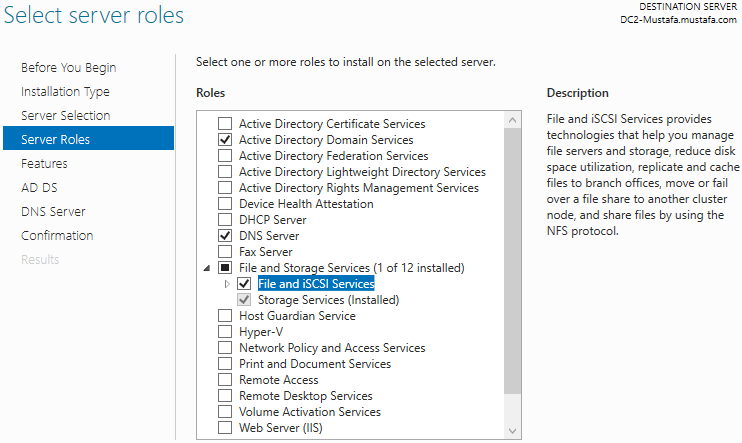 Select server roles
DESTINATION SERVER
DC2-Mustafa.mustafa.com
Before You Begin
Installation Type
Server Selection
Server Roles
Features
AD DS
DNS Server
Confirmation
Results
Select one or more roles to install on the selected server.
Roles
Active Directory Certificate Services
Active Directory Domain Services
Active Directory Federation Services
Active Directory Lightweight Directory Services
Active Directory Rights Management Services
Device Health Attestation
DHCP Server
DNS Server
Fax Server
File and Storage Services (1 of 12 installed)
File and iSCSI Services
Storage Services (Installed)
Host Guardian Service
Hyper-V
Network Policy and Access Services
Print and Document Services
Remote Access
Remote Desktop Services
Volume Activation Services
Web Server (IIS)
Description
File and iSCSI Services provides
technologies that help you manage
file servers and storage, reduce disk
space utilization, replicate and cache
files to branch offices, move or fail
over a file share to another cluster
node, and share files by using the
NFS protocol.